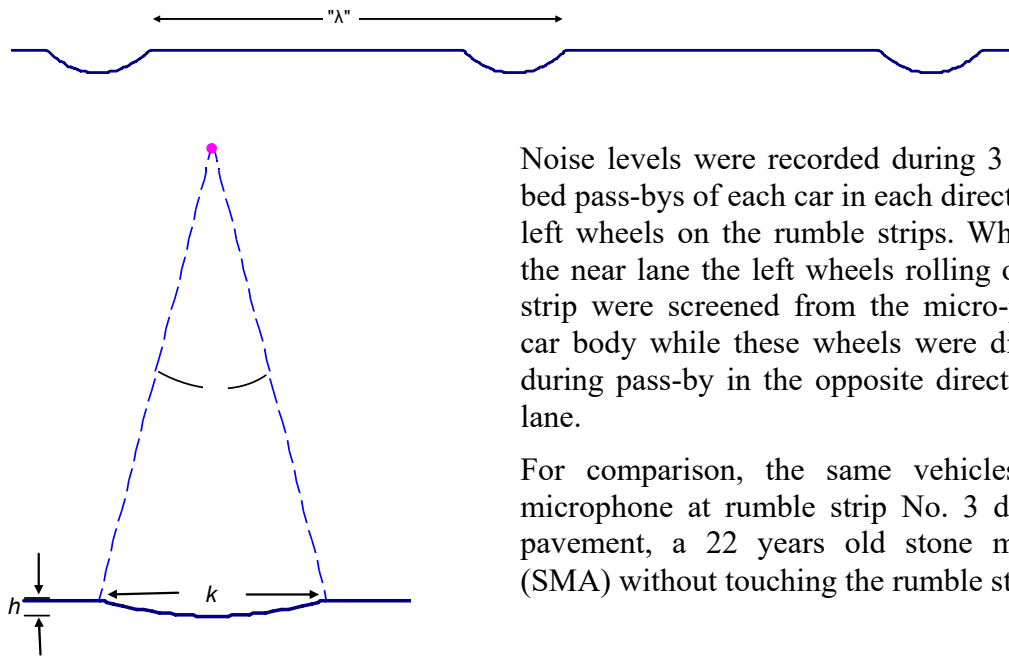 "λ"
Noise levels were recorded during 3
bed pass-bys of each car in each direct
left wheels on the rumble strips. Wh
the near lane the left wheels rolling o
strip were screened from the micro-
car body while these wheels were di
during pass-by in the opposite direct
lane.
For comparison, the same vehicles
microphone at rumble strip No. 3 d
pavement, a 22 years old stone m
(SMA) without touching the rumble st
k
h